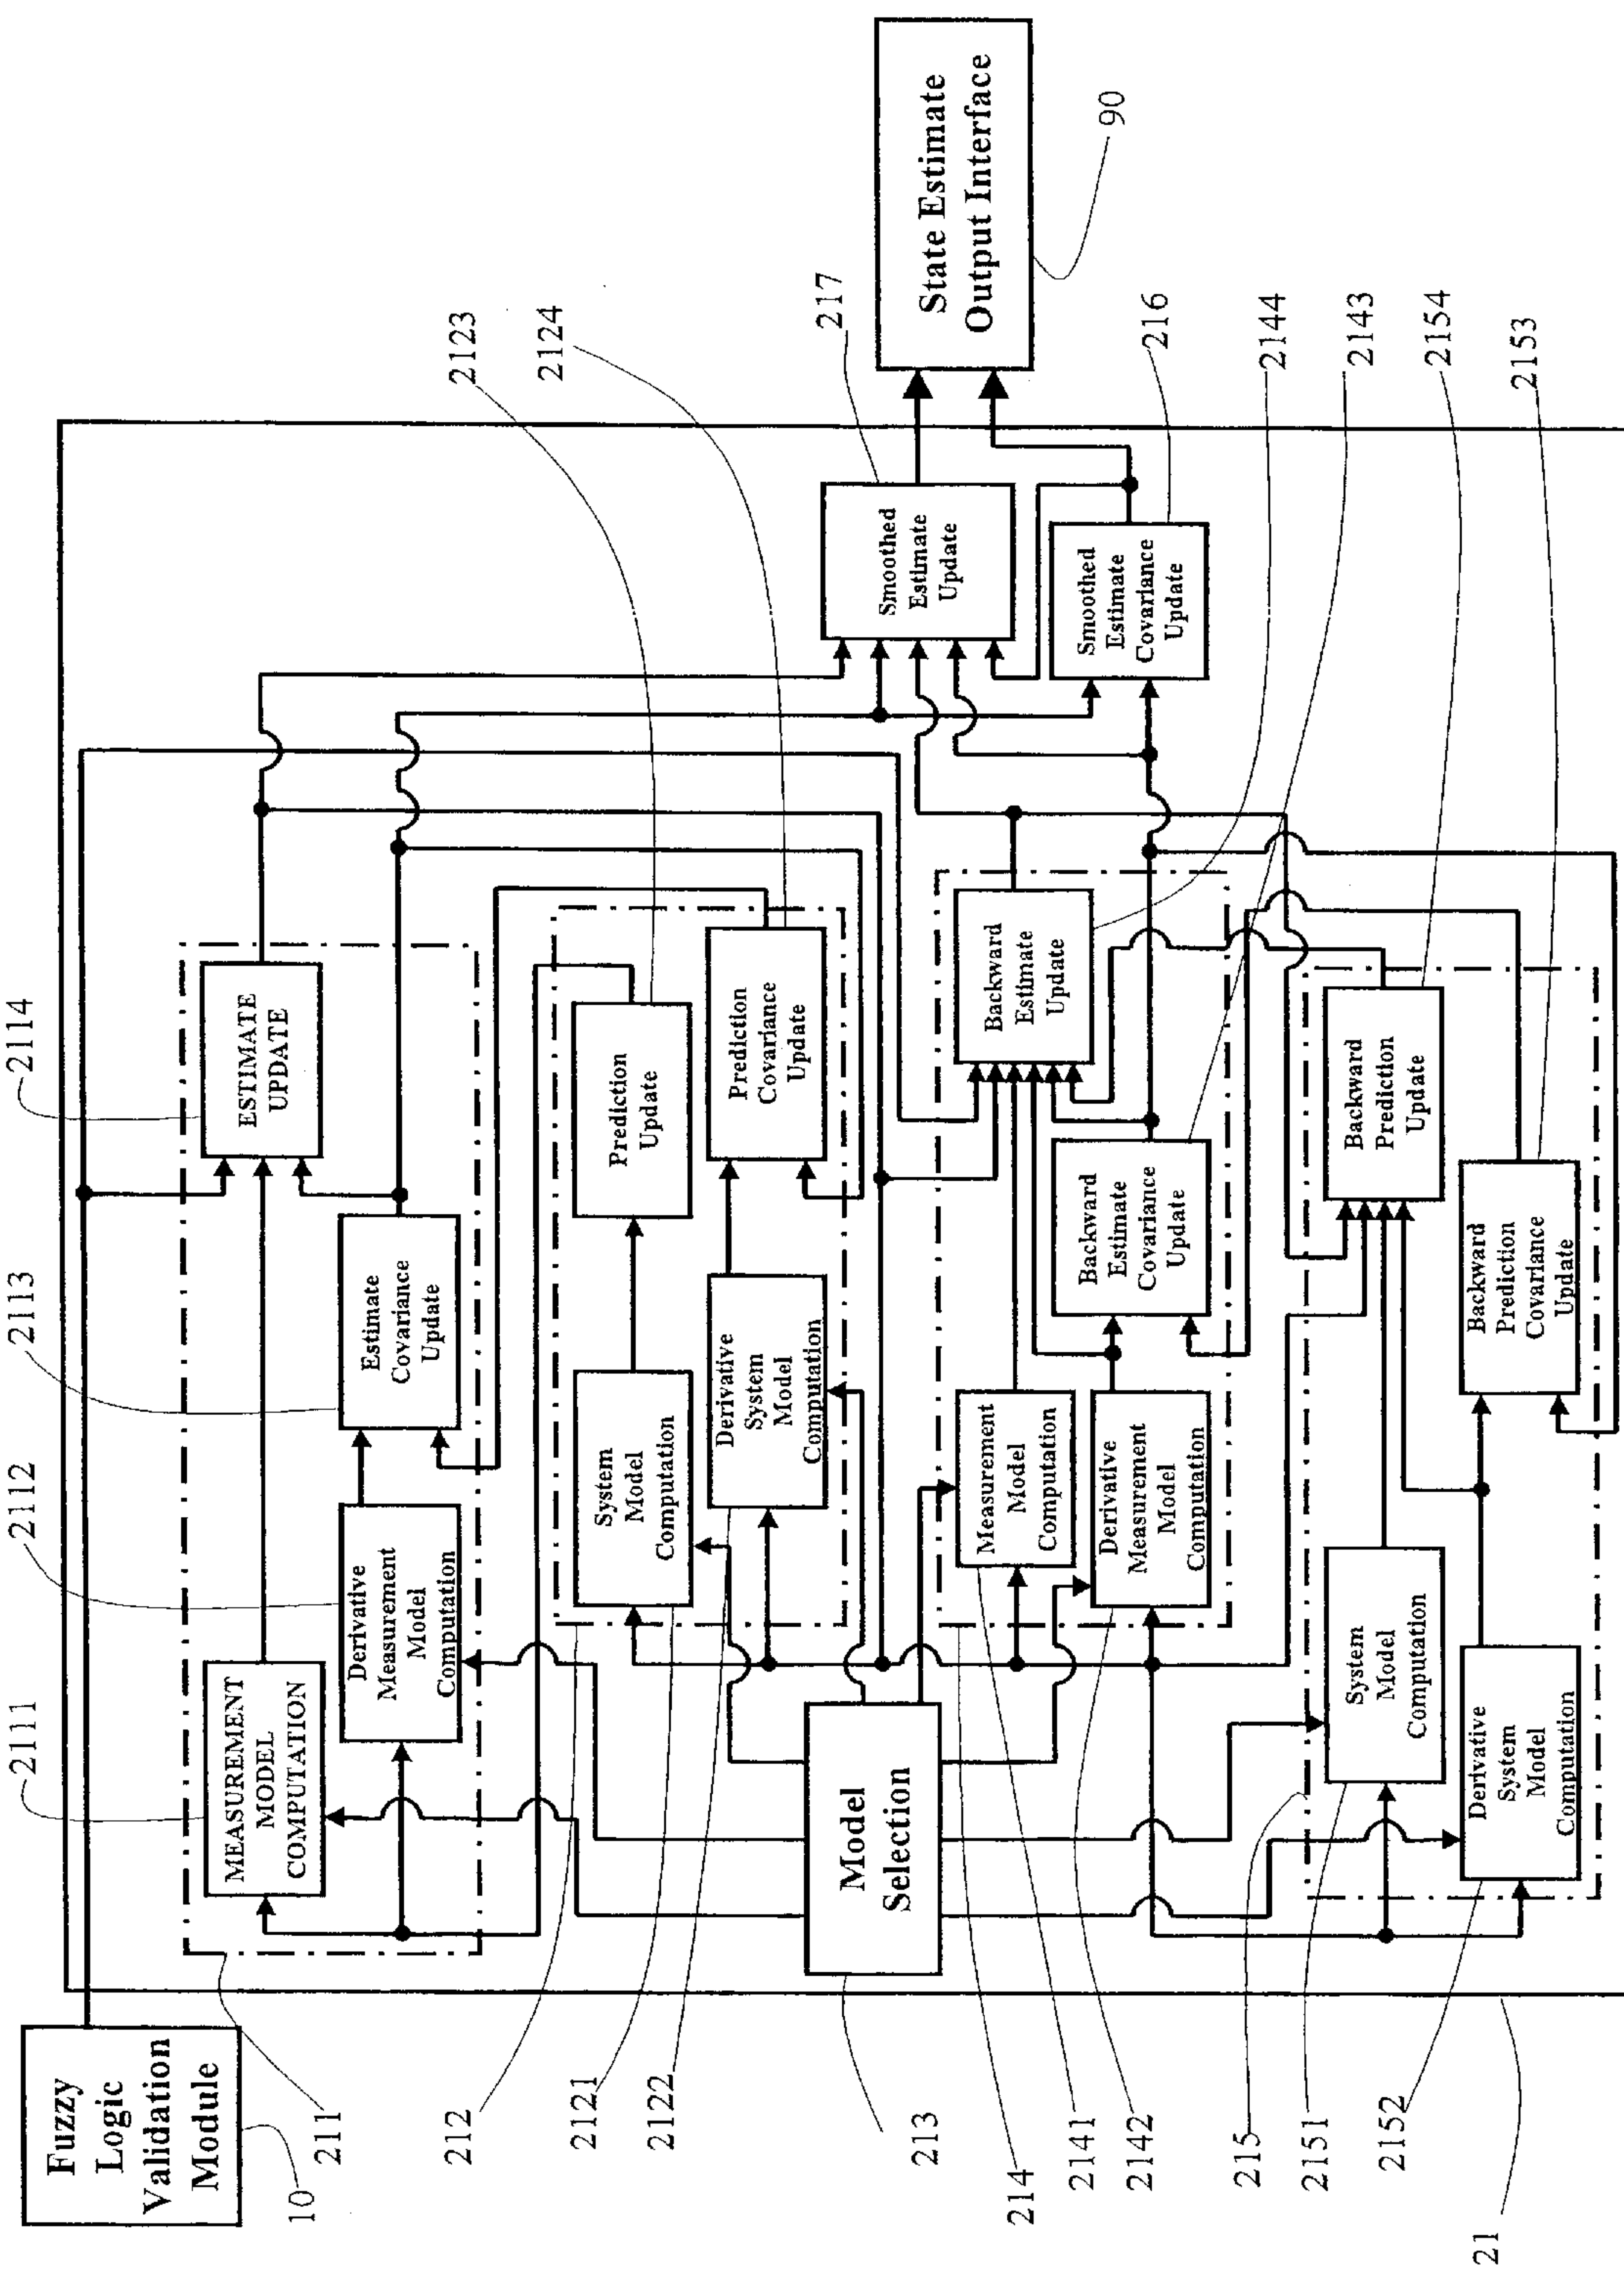 Fuzzy
Logic
Validation
Module
10
211
2111
2112
2113
2114
MEASUREMENT
MODEL
COMPUTATION
Derivative
Measurement
Model
Computation
Estimate
Covariance
Update
ESTIMATE
UPDATE
212
2121
2122
2123
2124
System
Model
Computation
Derivative
System
Model
Computation
Prediction
Update
Prediction
Covariance
Update
213
Model
Selection
217
Smoothed
Estimate
Update
216
Smoothed
Estimate
Covariance
Update
State Estimate
Output Interface
90
214
2141
2142
2144
2143
Measurement
Model
Computation
Derivative
Measurement
Model
Computation
Backward
Estimate
Covariance
Update
Backward
Estimate
Update
215
2151
2152
2154
2153
System
Model
Computation
Derivative
System
Model
Computation
Backward
Prediction
Update
Backward
Prediction
Covariance
Update
21